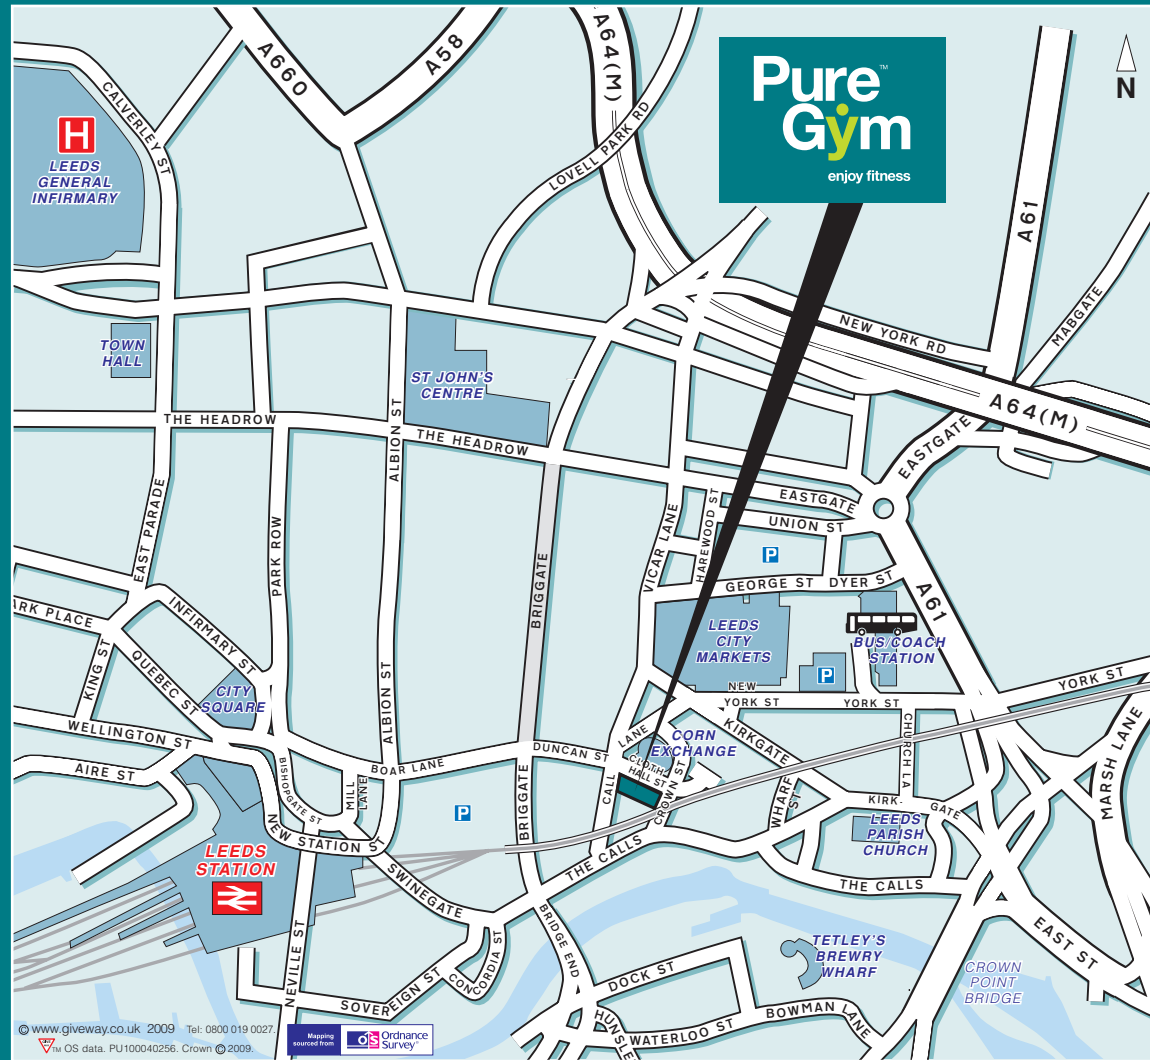 A660
A58
A64(M)
LOVELL PARK RD
Pure
Gym
™
enjoy fitness
N
CALVERLEY ST
H
LEEDS
GENERAL
INFIRMARY
A61
MABGATE
NEW YORK RD
A64(M)
TOWN
HALL
ST JOHN'S
CENTRE
THE HEADROW
THE HEADROW
ALBION ST
EASTGATE
EASTGATE
UNION ST
HAREWOOD ST
VICAR LANE
P
GEORGE ST
DYER ST
A61
EAST PARADE
PARK ROW
BRIGGATE
ARK PLACE
INFIRMARY ST
KING ST
QUEBEC ST
CITY
SQUARE
LEEDS
CITY
MARKETS
BUS/COACH
STATION
P
NEW
YORK ST
YORK ST
YORK ST
ALBION ST
WELLINGTON ST
AIRE ST
BISHOPGATE ST
MILL
LANE
BOAR LANE
DUNCAN ST
CALL
LANE
CORN
EXCHANGE
CLOTH
HALL ST
CROWN ST
KIRKGATE
CHURCH LA
MARSH LANE
WHARF
ST
KIRK-
GATE
LEEDS
PARISH
CHURCH
P
BRIGGATE
NEW STATION ST
LEEDS
STATION
SWINEGATE
THE CALLS
THE CALLS
EAST ST
NEVILLE ST
SOVEREIGN ST
CONCORDIA ST
BRIDGE END
DOCK ST
TETLEY'S
BREWRY
WHARF
CROWN
POINT
BRIDGE
HUNSLE
WATERLOO ST
BOWMAN LANE
© www.giveway.co.uk 2009 Tel: 0800 019 0027.
TM OS data. PU100040256. Crown © 2009.
Mapping
sourced from
OS Ordnance
Survey®